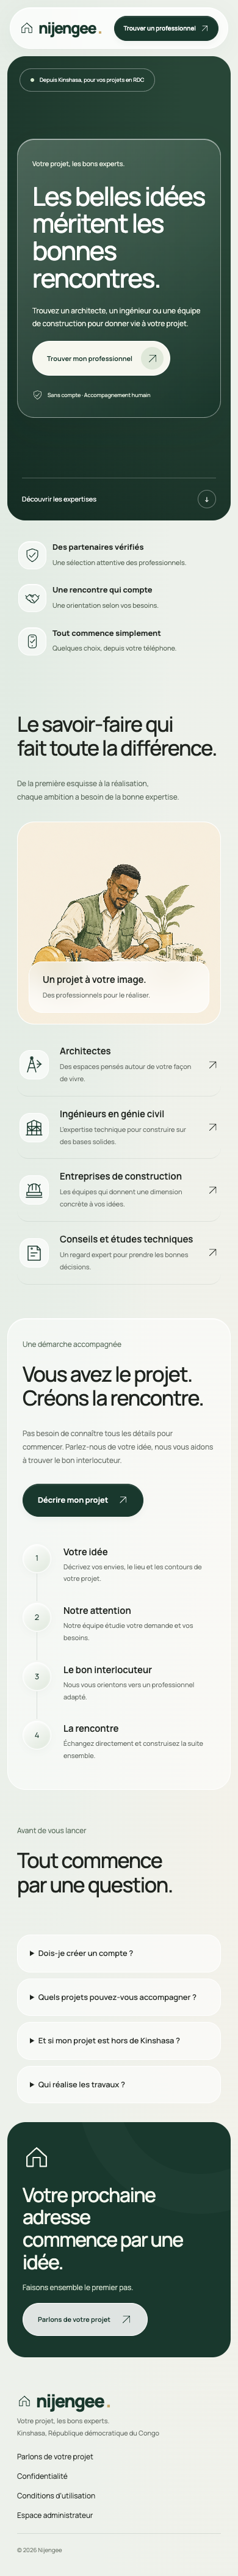 nijengee.
Trouver un professionnel
Depuis Kinshasa, pour vos projets en RDC
Votre projet, les bons experts.
Les belles idées
méritent les
bonnes
rencontres.
Trouvez un architecte, un ingénieur ou une équipe
de construction pour donner vie à votre projet.
Trouver mon professionnel
Sans compte · Accompagnement humain
Découvrir les expertises
Des partenaires vérifiés
Une sélection attentive des professionnels.
Une rencontre qui compte
Une orientation selon vos besoins.
Tout commence simplement
Quelques choix, depuis votre téléphone.
Le savoir-faire qui
fait toute la différence.
De la première esquisse à la réalisation,
chaque ambition a besoin de la bonne expertise.
Un projet à votre image.
Des professionnels pour le réaliser.
Architectes
Des espaces pensés autour de votre façon
de vivre.
Ingénieurs en génie civil
L'expertise technique pour construire sur
des bases solides.
Entreprises de construction
Les équipes qui donnent une dimension
concrète à vos idées.
Conseils et études techniques
Un regard expert pour prendre les bonnes
décisions.
Une démarche accompagnée
Vous avez le projet.
Créons la rencontre.
Pas besoin de connaître tous les détails pour
commencer. Parlez-nous de votre idée, nous vous aidons
à trouver le bon interlocuteur.
Décrire mon projet
1
Votre idée
Décrivez vos envies, le lieu et les contours de
votre projet.
2
Notre attention
Notre équipe étudie votre demande et vos
besoins.
3
Le bon interlocuteur
Nous vous orientons vers un professionnel
adapté.
4
La rencontre
Échangez directement et construisez la suite
ensemble.
Avant de vous lancer
Tout commence
par une question.
Dois-je créer un compte ?
Quels projets pouvez-vous accompagner ?
Et si mon projet est hors de Kinshasa ?
Qui réalise les travaux ?
Votre prochaine
adresse
commence par une
idée.
Faisons ensemble le premier pas.
Parlons de votre projet
nijengee.
Votre projet, les bons experts.
Kinshasa, République démocratique du Congo
Parlons de votre projet
Confidentialité
Conditions d'utilisation
Espace administrateur
© 2026 Nijengee